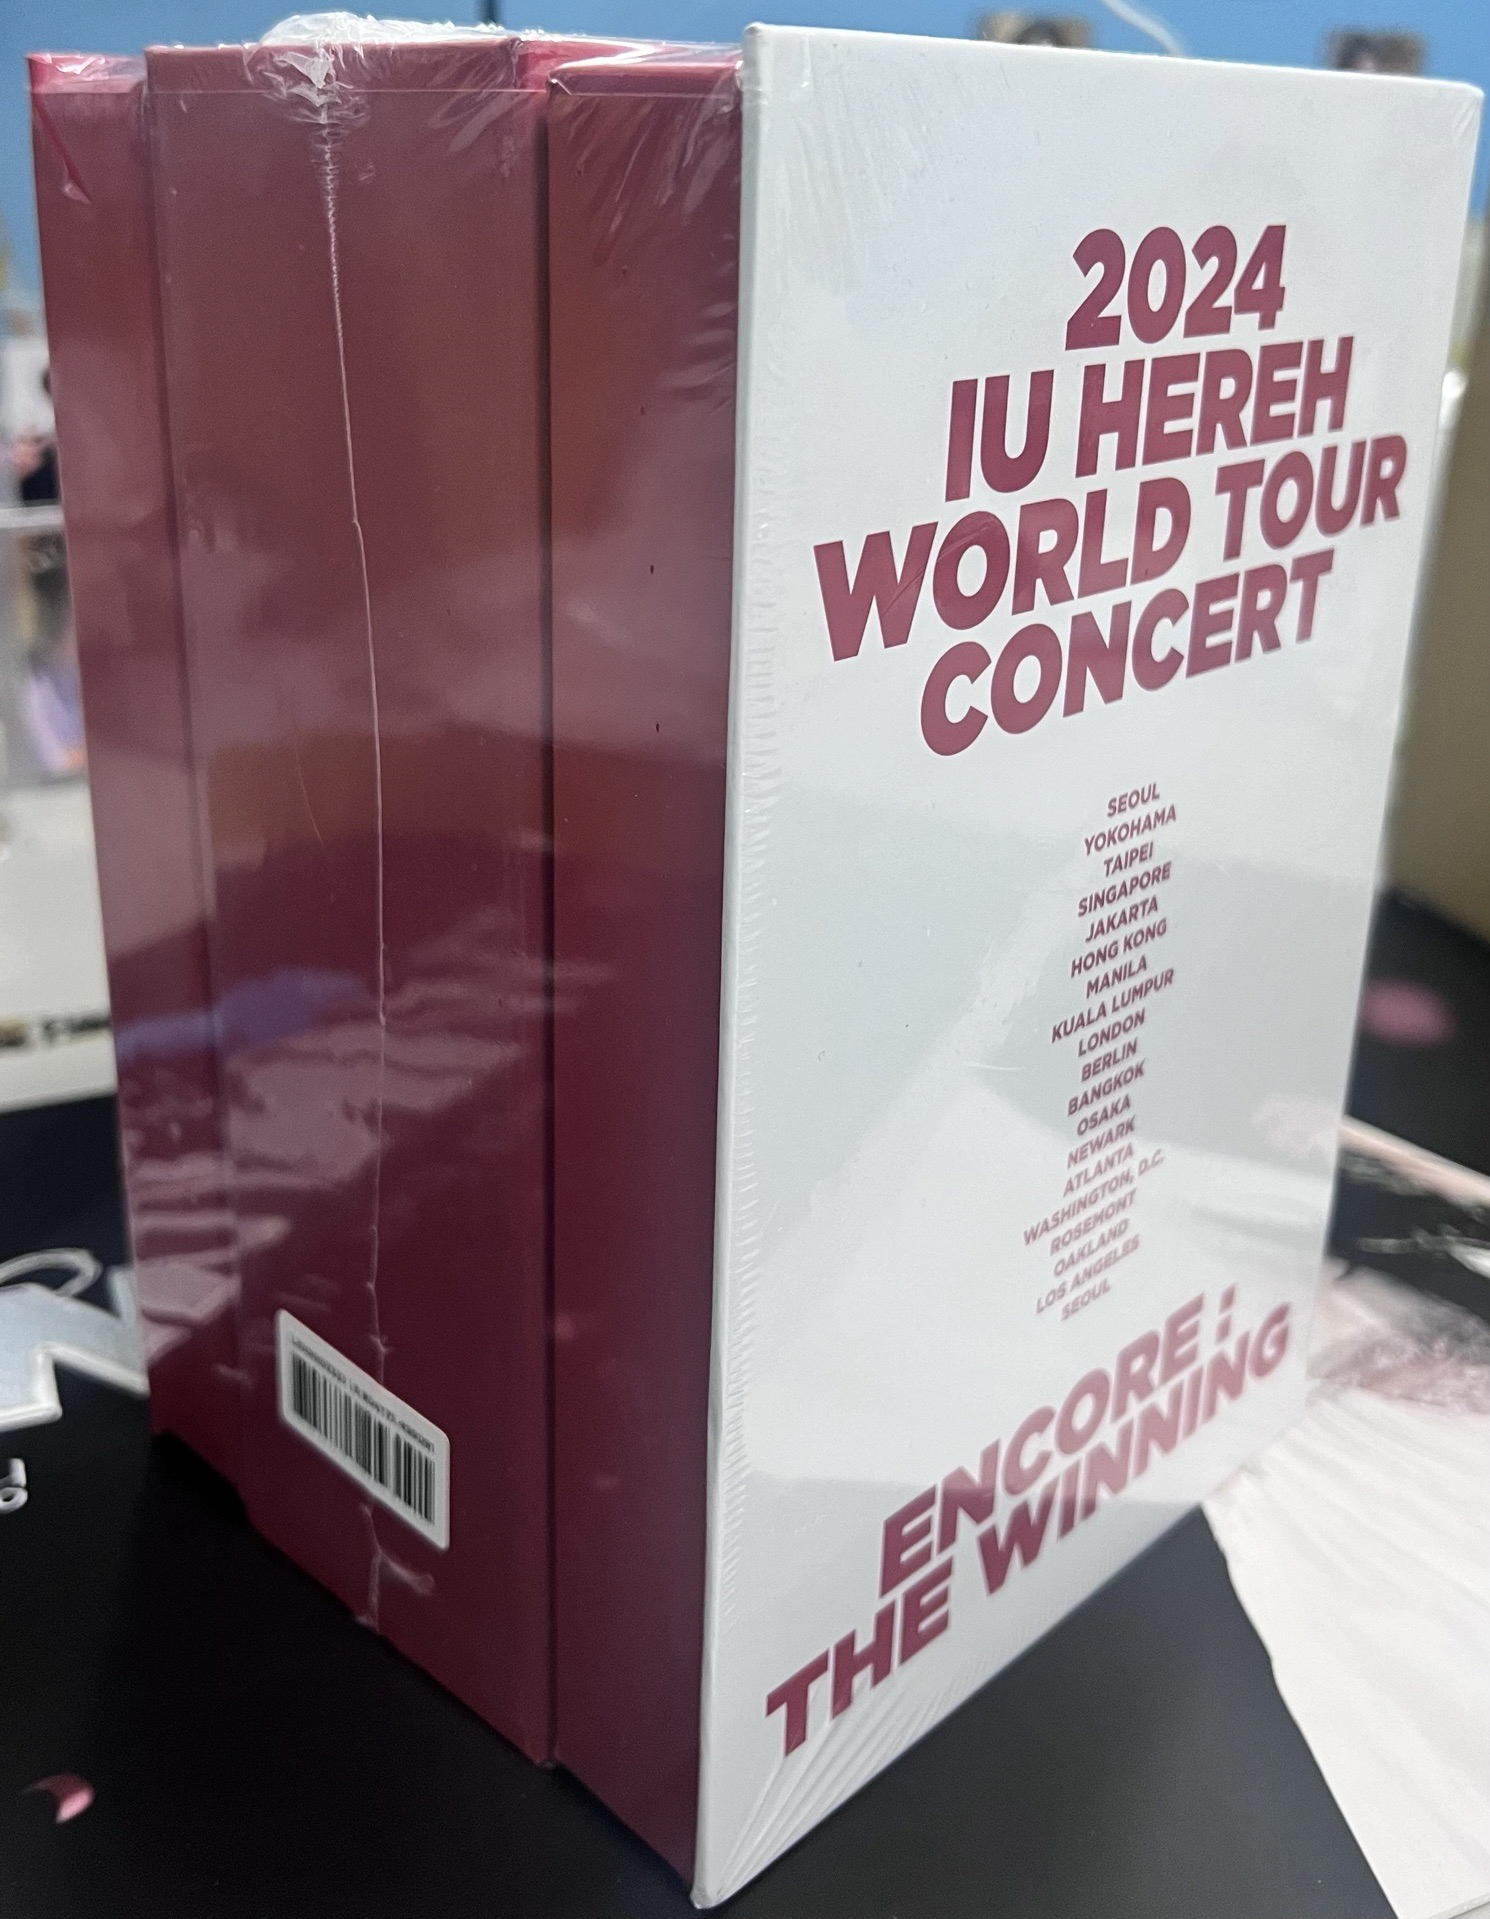 2024
IU HEREH
WORLD TOUR
CONCERT
SEOUL
YOKOHAMA
TAIPEI
SINGAPORE
JAKARTA
HONG KONG
MANILA
KUALA LUMPUR
LONDON
BERLIN
BANGKOK
OSAKA
NEWARK
ATLANTA
WASHINGTON, D.C.
ROSEMONT
OAKLAND
LOS ANGELES
SEOUL
ENCORE :
THE WINNING